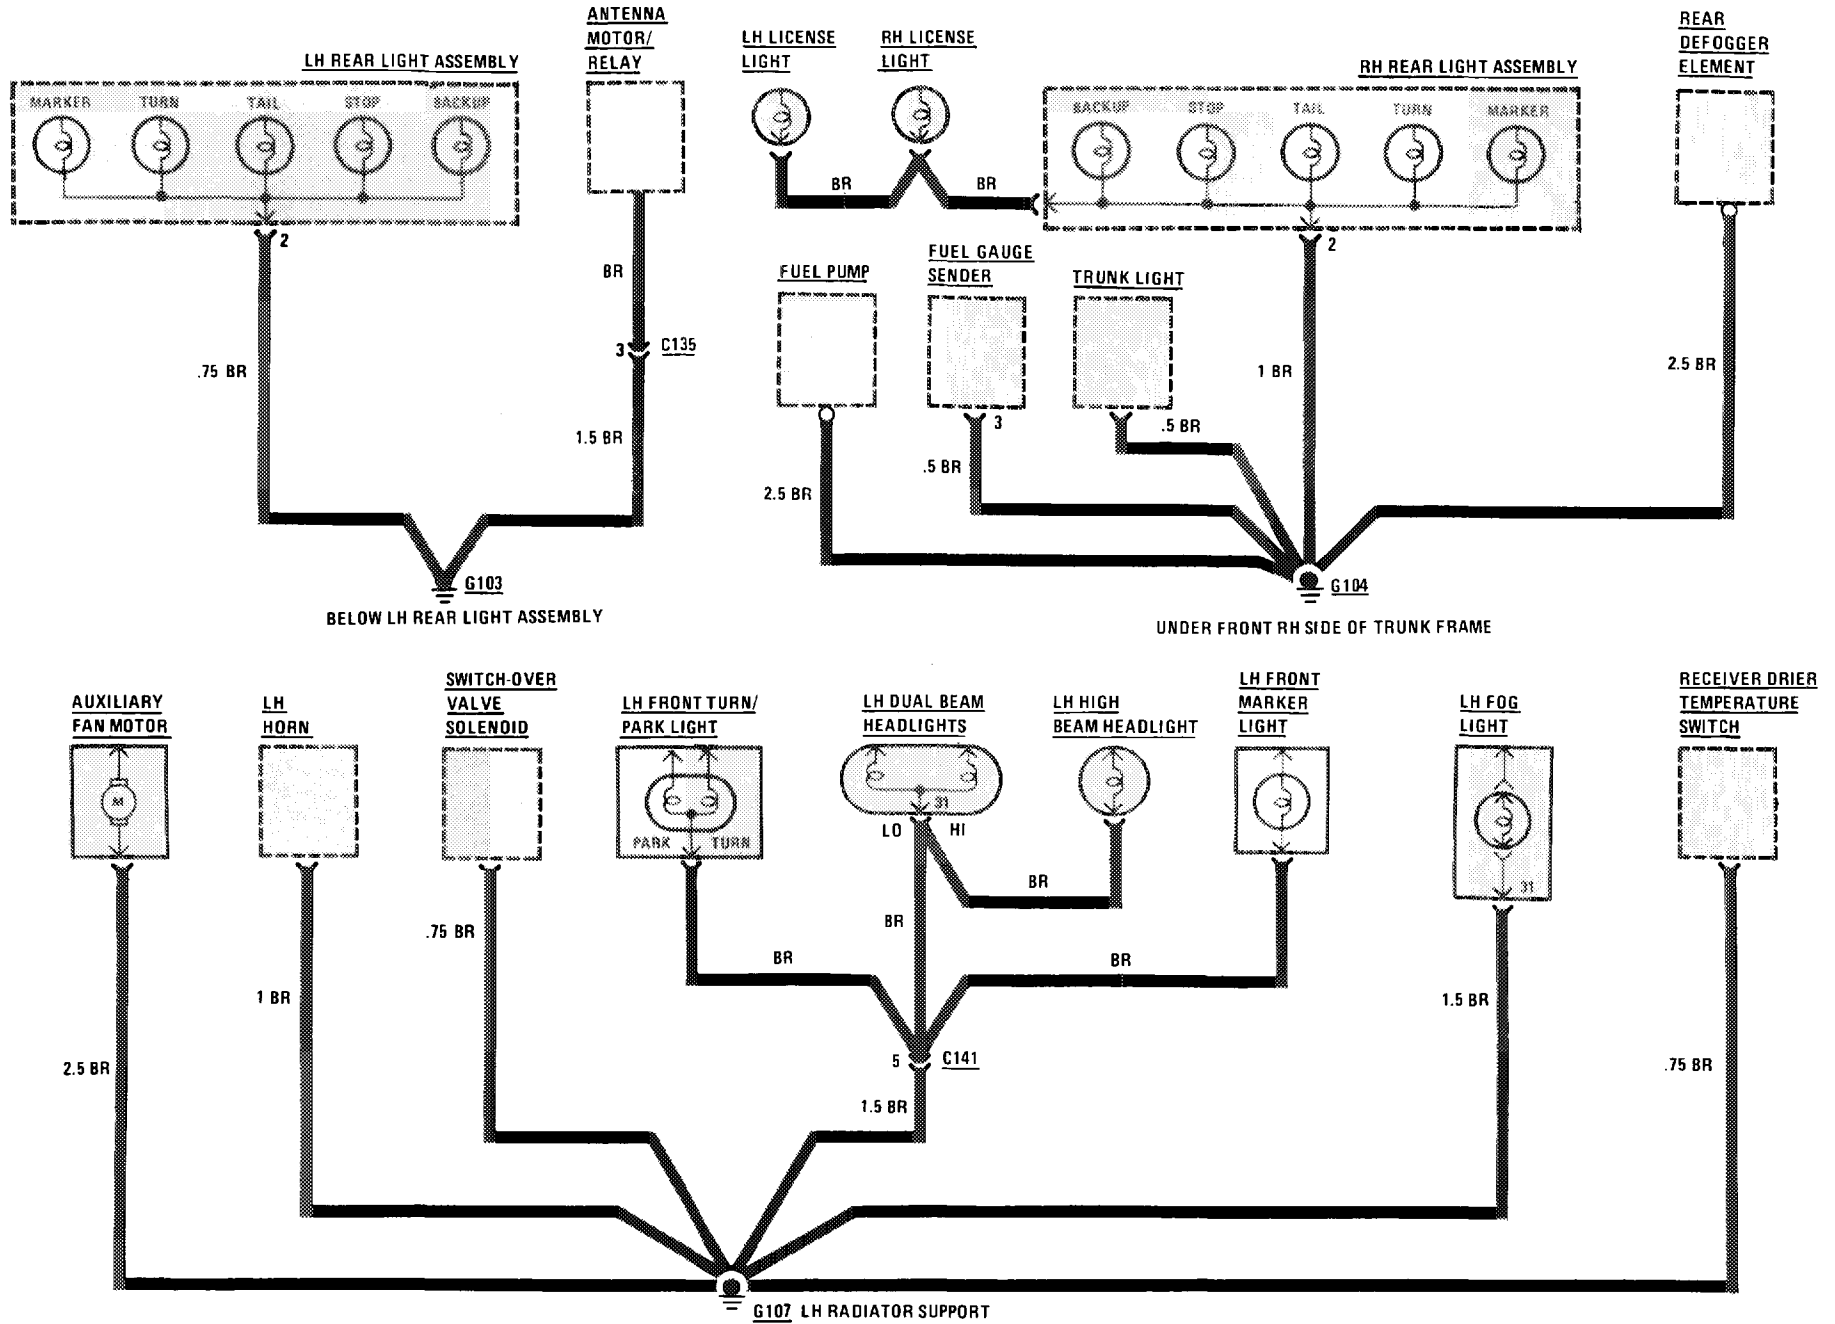 LH REAR LIGHT ASSEMBLY
MARKER
TURN
TAIL
STOP
BACKUP
2
.75 BR
ANTENNA
MOTOR/
RELAY
BR
3
C135
1.5 BR
G103
BELOW LH REAR LIGHT ASSEMBLY
LH LICENSE
LIGHT
RH LICENSE
LIGHT
BR
BR
RH REAR LIGHT ASSEMBLY
BACKUP
STOP
TAIL
TURN
MARKER
2
1 BR
REAR
DEFOGGER
ELEMENT
2.5 BR
FUEL PUMP
2.5 BR
FUEL GAUGE
SENDER
3
.5 BR
TRUNK LIGHT
.5 BR
G104
UNDER FRONT RH SIDE OF TRUNK FRAME
AUXILIARY
FAN MOTOR
M
2.5 BR
LH
HORN
1 BR
SWITCH-OVER
VALVE
SOLENOID
.75 BR
LH FRONT TURN/
PARK LIGHT
PARK
TURN
BR
LH DUAL BEAM
HEADLIGHTS
31
LO
HI
BR
LH HIGH
BEAM HEADLIGHT
BR
LH FRONT
MARKER
LIGHT
BR
5
C141
1.5 BR
LH FOG
LIGHT
31
1.5 BR
RECEIVER DRIER
TEMPERATURE
SWITCH
.75 BR
G107 LH RADIATOR SUPPORT